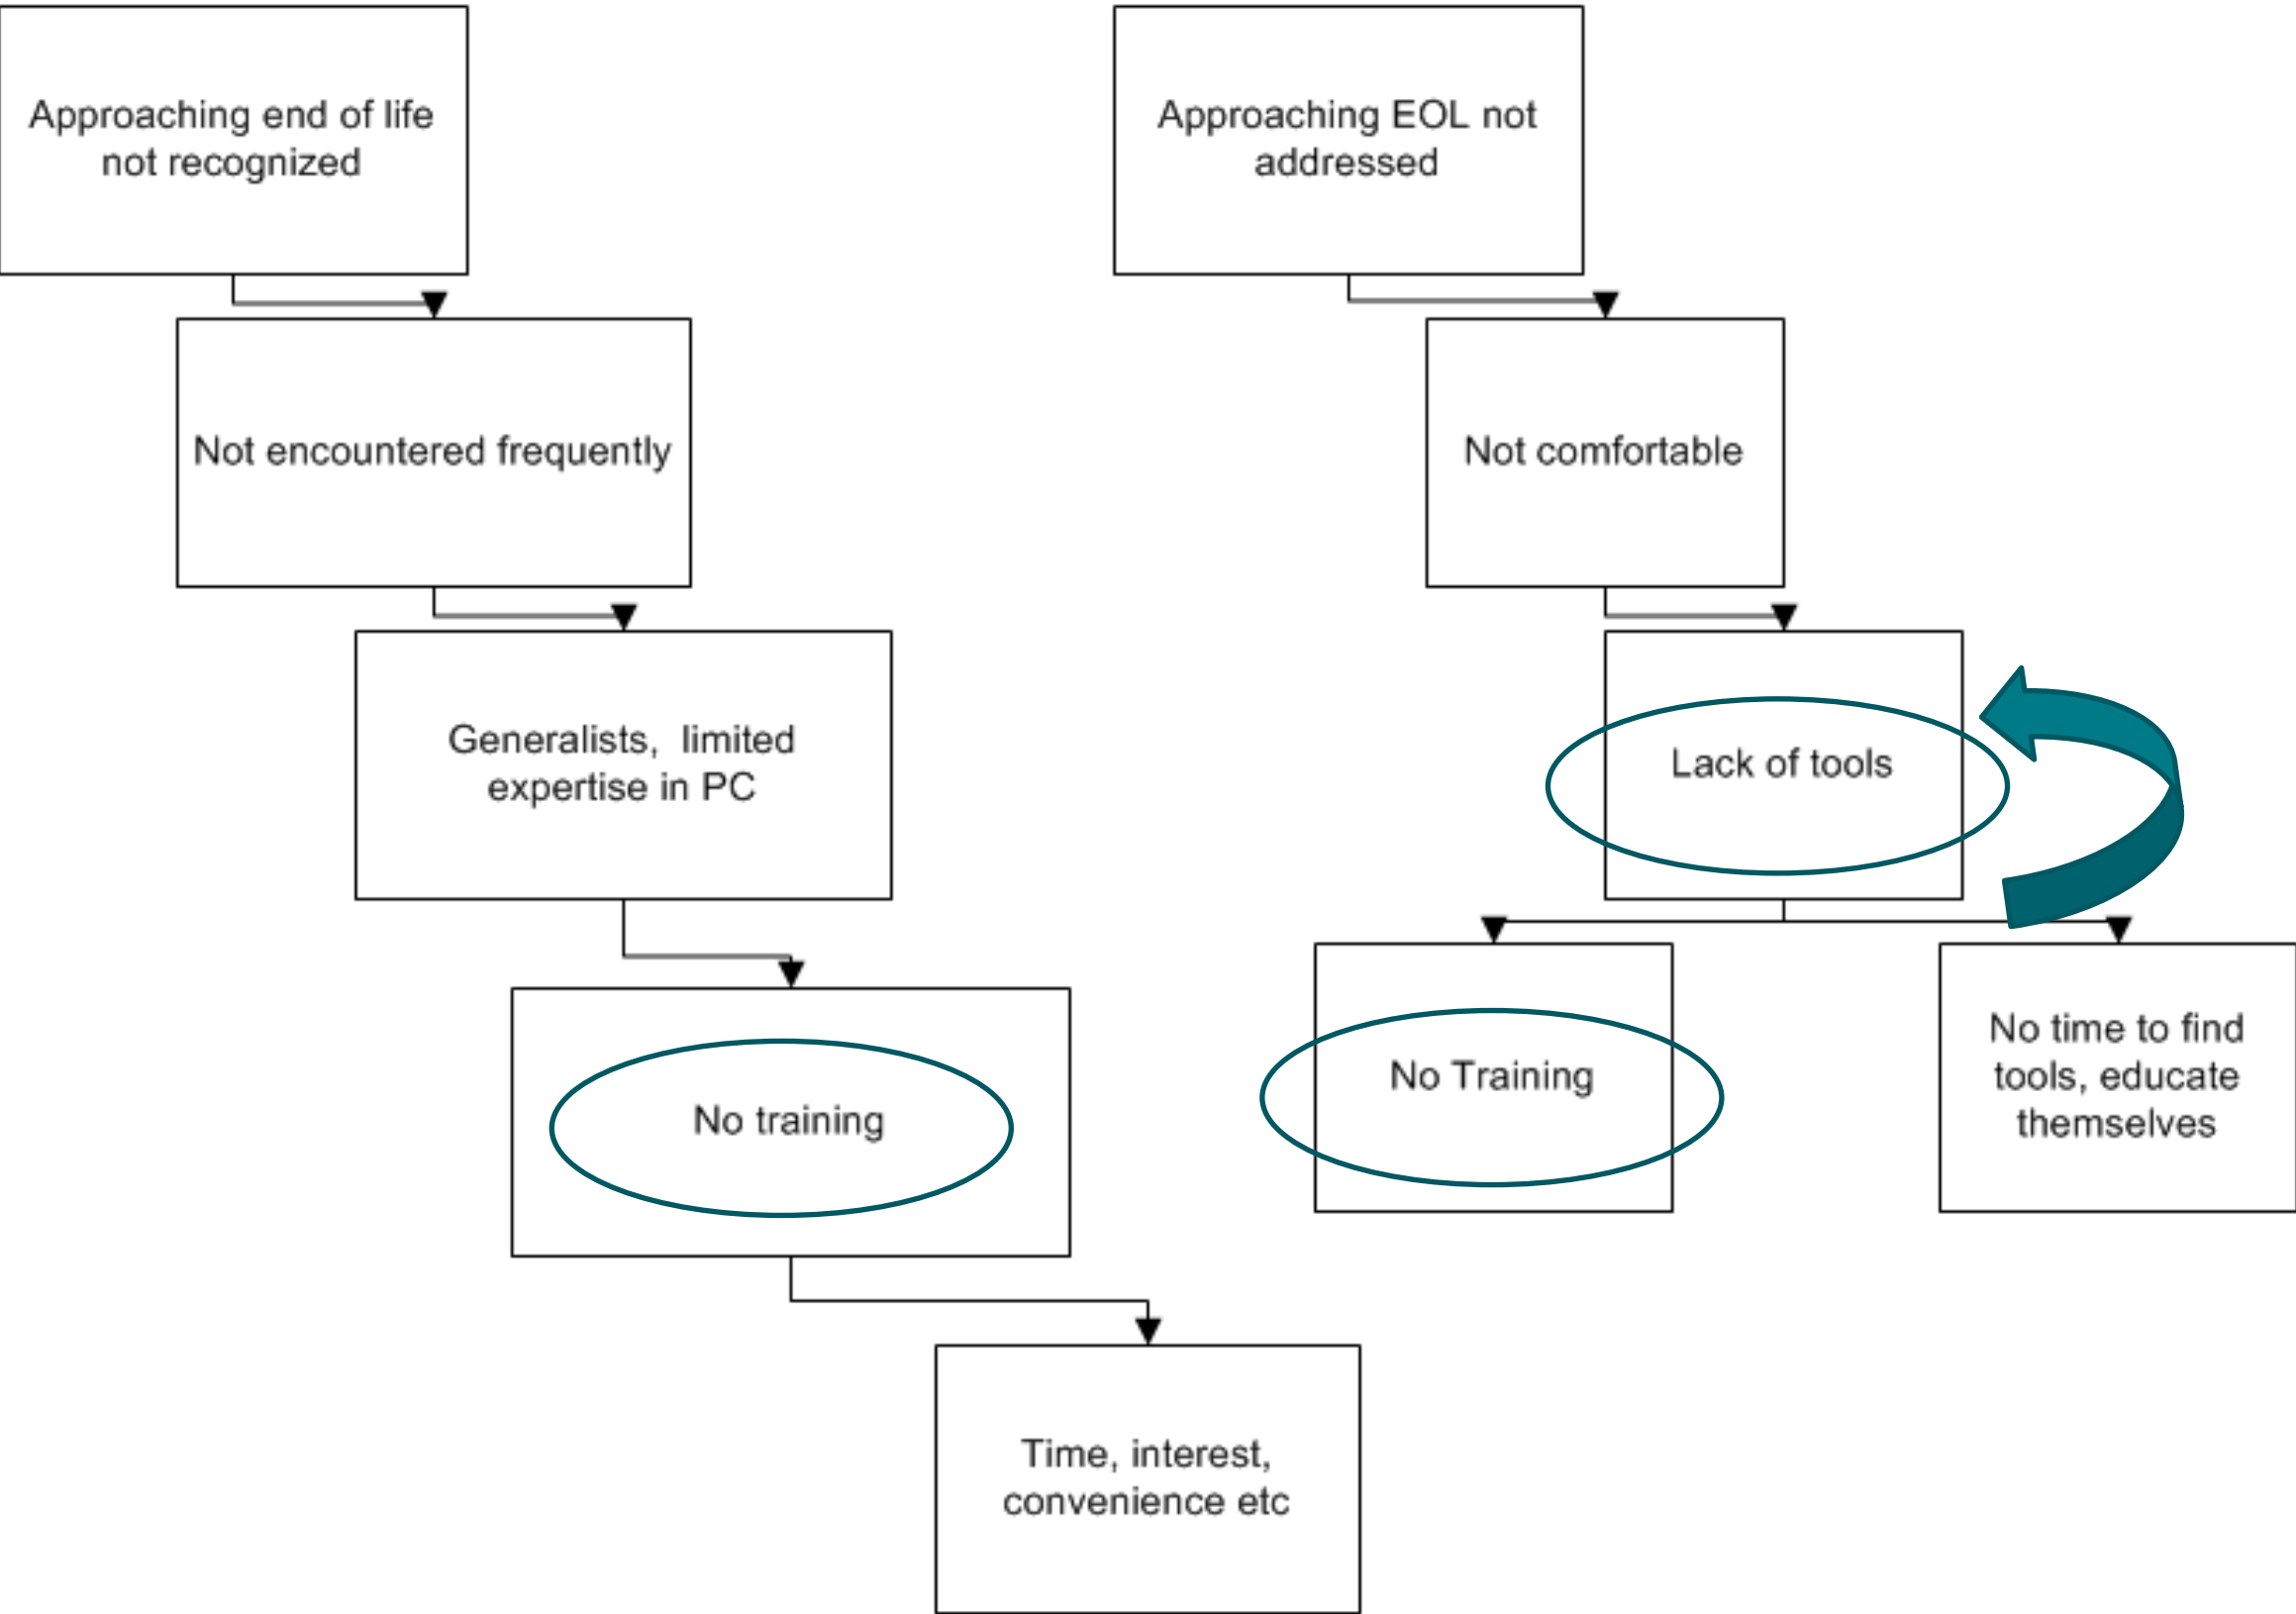 Approaching end of life
not recognized
Approaching EOL not
addressed
Not encountered frequently
Not comfortable
Generalists,  limited
expertise in PC
Lack of tools
No training
No Training
No time to find
tools, educate
themselves
Time, interest,
convenience etc